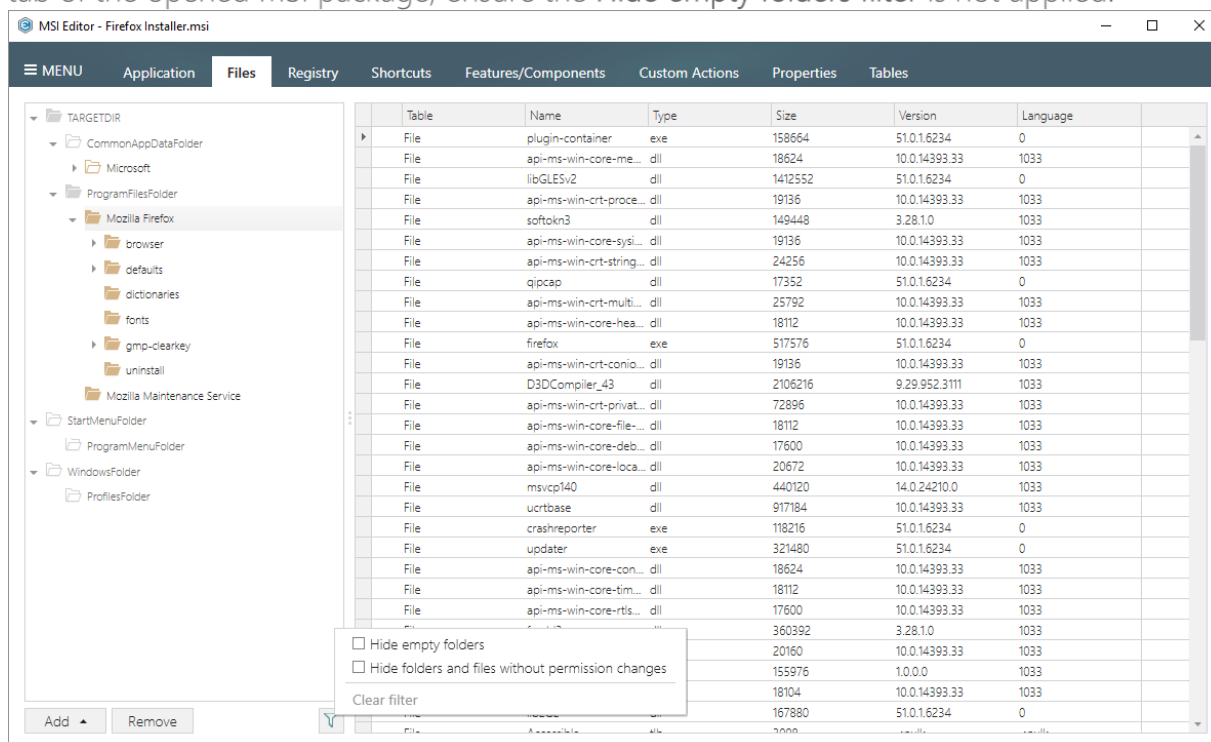 tab of the opened msi package, ensure the Hide empty folders filter is not applied.
MSI Editor - Firefox Installer.msi
MENU Application Files Registry Shortcuts Features/Components Custom Actions Properties Tables
TARGETDIR
CommonAppDataFolder
Microsoft
ProgramFilesFolder
Mozilla Firefox
browser
defaults
dictionaries
fonts
gmp-clearkey
uninstall
Mozilla Maintenance Service
StartMenuFolder
ProgramMenuFolder
WindowsFolder
ProfilesFolder
Add Remove
Table Name Type Size Version Language
File plugin-container exe 158664 51.0.1.6234 0
File api-ms-win-core-me... dll 18624 10.0.14393.33 1033
File libGLESv2 dll 1412552 51.0.1.6234 0
File api-ms-win-crt-proce... dll 19136 10.0.14393.33 1033
File softokn3 dll 149448 3.28.1.0 1033
File api-ms-win-core-sysi... dll 19136 10.0.14393.33 1033
File api-ms-win-crt-string... dll 24256 10.0.14393.33 1033
File qipcap dll 17352 51.0.1.6234 0
File api-ms-win-crt-multi... dll 25792 10.0.14393.33 1033
File api-ms-win-core-hea... dll 18112 10.0.14393.33 1033
File firefox exe 517576 51.0.1.6234 0
File api-ms-win-crt-conio... dll 19136 10.0.14393.33 1033
File D3DCompiler_43 dll 2106216 9.29.952.3111 1033
File api-ms-win-crt-privat... dll 72896 10.0.14393.33 1033
File api-ms-win-core-file-... dll 18112 10.0.14393.33 1033
File api-ms-win-core-deb... dll 17600 10.0.14393.33 1033
File api-ms-win-core-loca... dll 20672 10.0.14393.33 1033
File msvcp140 dll 440120 14.0.24210.0 1033
File ucrtbase dll 917184 10.0.14393.33 1033
File crashreporter exe 118216 51.0.1.6234 0
File updater exe 321480 51.0.1.6234 0
File api-ms-win-core-con... dll 18624 10.0.14393.33 1033
File api-ms-win-core-tim... dll 18112 10.0.14393.33 1033
File api-ms-win-core-rtls... dll 17600 10.0.14393.33 1033
360392 3.28.1.0 1033
20160 10.0.14393.33 1033
155976 1.0.0.0 1033
18104 10.0.14393.33 1033
167880 51.0.1.6234 0
Hide empty folders
Hide folders and files without permission changes
Clear filter